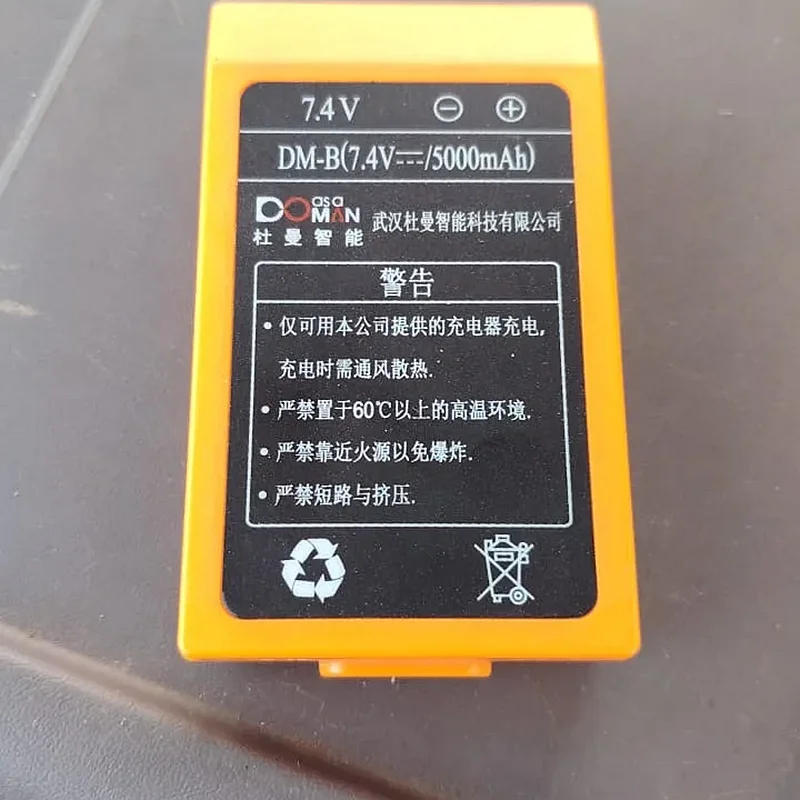 7.4V ⊖ ⊕
DM-B(7.4V⎓/5000mAh)
DOasaMAN
杜曼智能 武汉杜曼智能科技有限公司
警告
• 仅可用本公司提供的充电器充电,
充电时需通风散热.
• 严禁置于60℃以上的高温环境.
• 严禁靠近火源以免爆炸.
• 严禁短路与挤压.